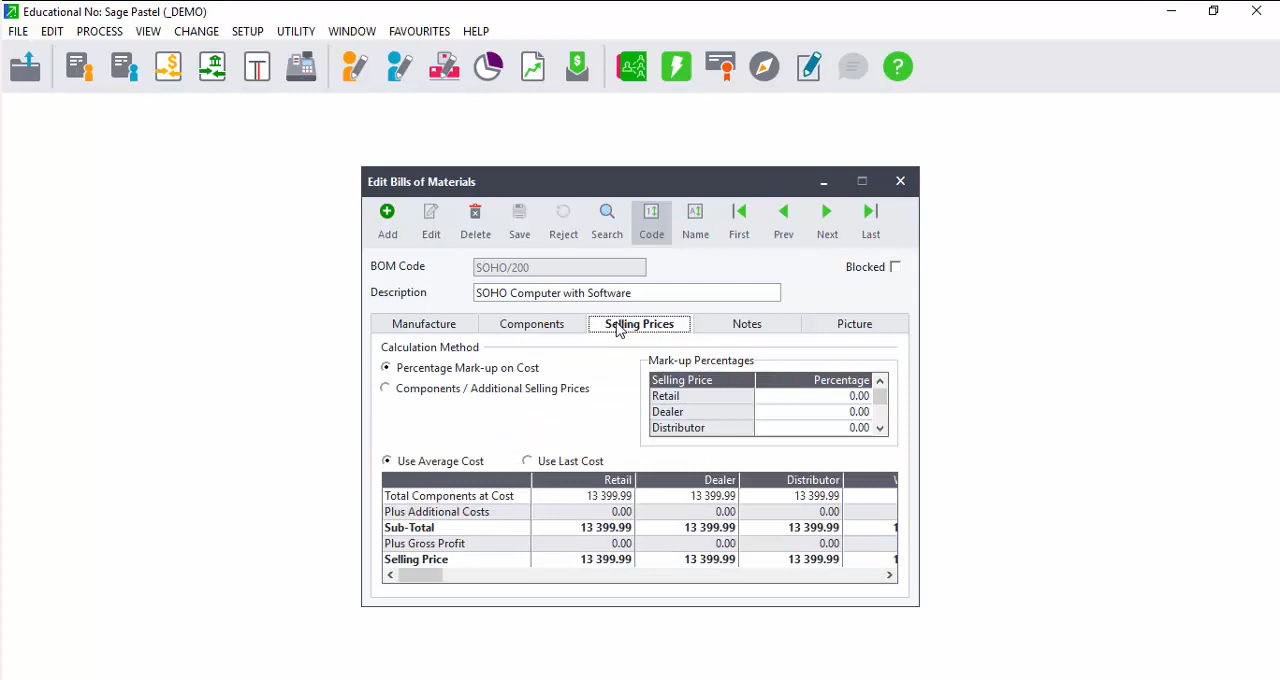 Educational No: Sage Pastel (_DEMO)
FILE EDIT PROCESS VIEW CHANGE SETUP UTILITY WINDOW FAVOURITES HELP
Edit Bills of Materials
Add Edit Delete Save Reject Search Code Name First Prev Next Last
BOM Code SOHO/200 Blocked
Description SOHO Computer with Software
Manufacture Components Selling Prices Notes Picture
Calculation Method
Percentage Mark-up on Cost
Components / Additional Selling Prices
Mark-up Percentages
Selling Price Percentage
Retail 0.00
Dealer 0.00
Distributor 0.00
Use Average Cost Use Last Cost
Retail Dealer Distributor
Total Components at Cost 13 399.99 13 399.99 13 399.99
Plus Additional Costs 0.00 0.00 0.00
Sub-Total 13 399.99 13 399.99 13 399.99 1
Plus Gross Profit 0.00 0.00 0.00
Selling Price 13 399.99 13 399.99 13 399.99 1